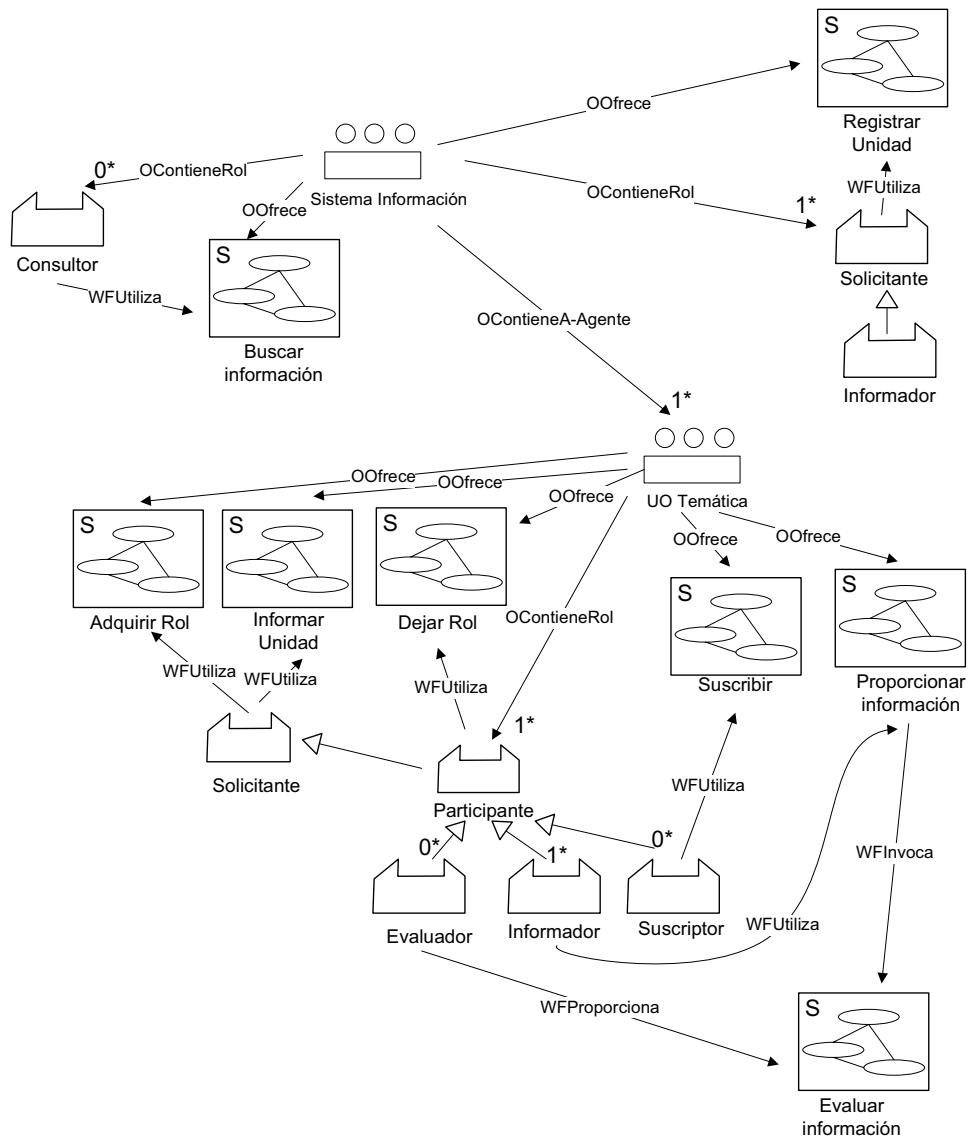 S
OOfrece
Registrar
Unidad
0*
OContieneRol
Sistema Información
OContieneRol
WFUtiliza
1*
OOfrece
Consultor
S
Solicitante
WFUtiliza
OContieneA-Agente
Buscar
información
Informador
1*
OOfrece
OOfrece
OOfrece
UO Temática
S
S
S
OOfrece
OOfrece
S
S
Adquirir Rol
Informar
Unidad
Dejar Rol
OContieneRol
WFUtiliza
WFUtiliza
WFUtiliza
Suscribir
Proporcionar
información
1*
Solicitante
WFUtiliza
Participante
0*
1*
0*
WFInvoca
Evaluador
Informador
Suscriptor
WFUtiliza
S
WFProporciona
Evaluar
información